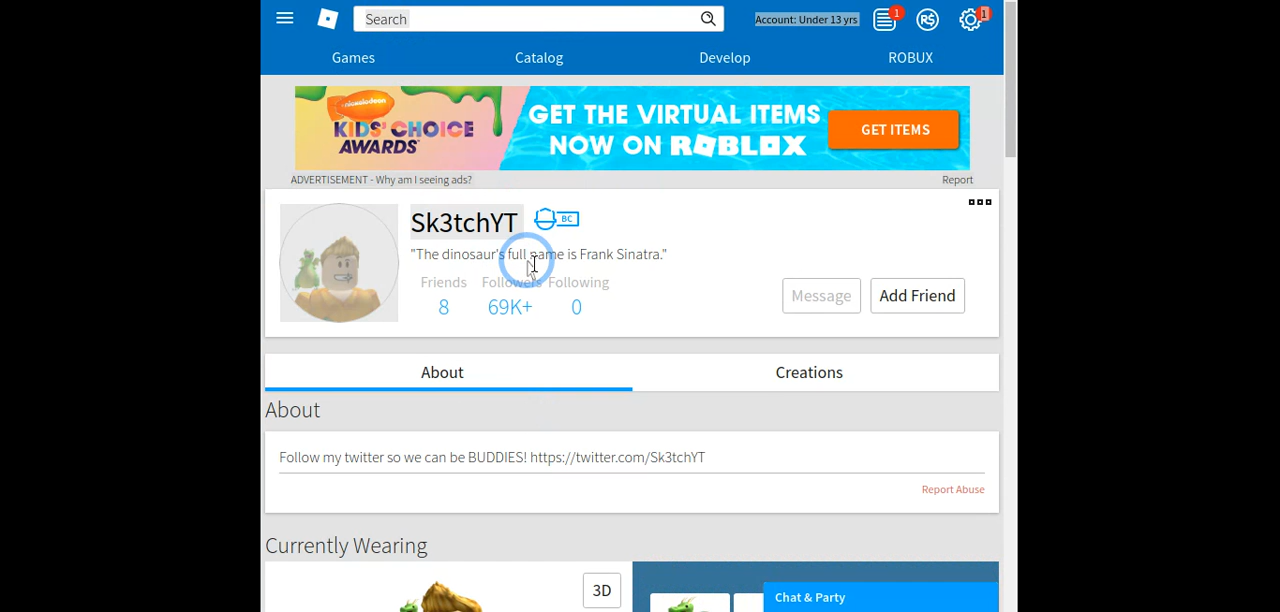 Search
Account: Under 13 yrs
1
R$
1
Games Catalog Develop ROBUX
nickelodeon
KIDS' CHOICE
AWARDS
GET THE VIRTUAL ITEMS
NOW ON ROBLOX
GET ITEMS
ADVERTISEMENT - Why am I seeing ads? Report
Sk3tchYT BC
"The dinosaur's full name is Frank Sinatra."
Friends Followers Following
8 69K+ 0
Message Add Friend
About Creations
About
Follow my twitter so we can be BUDDIES! https://twitter.com/Sk3tchYT
Report Abuse
Currently Wearing
3D
Chat & Party